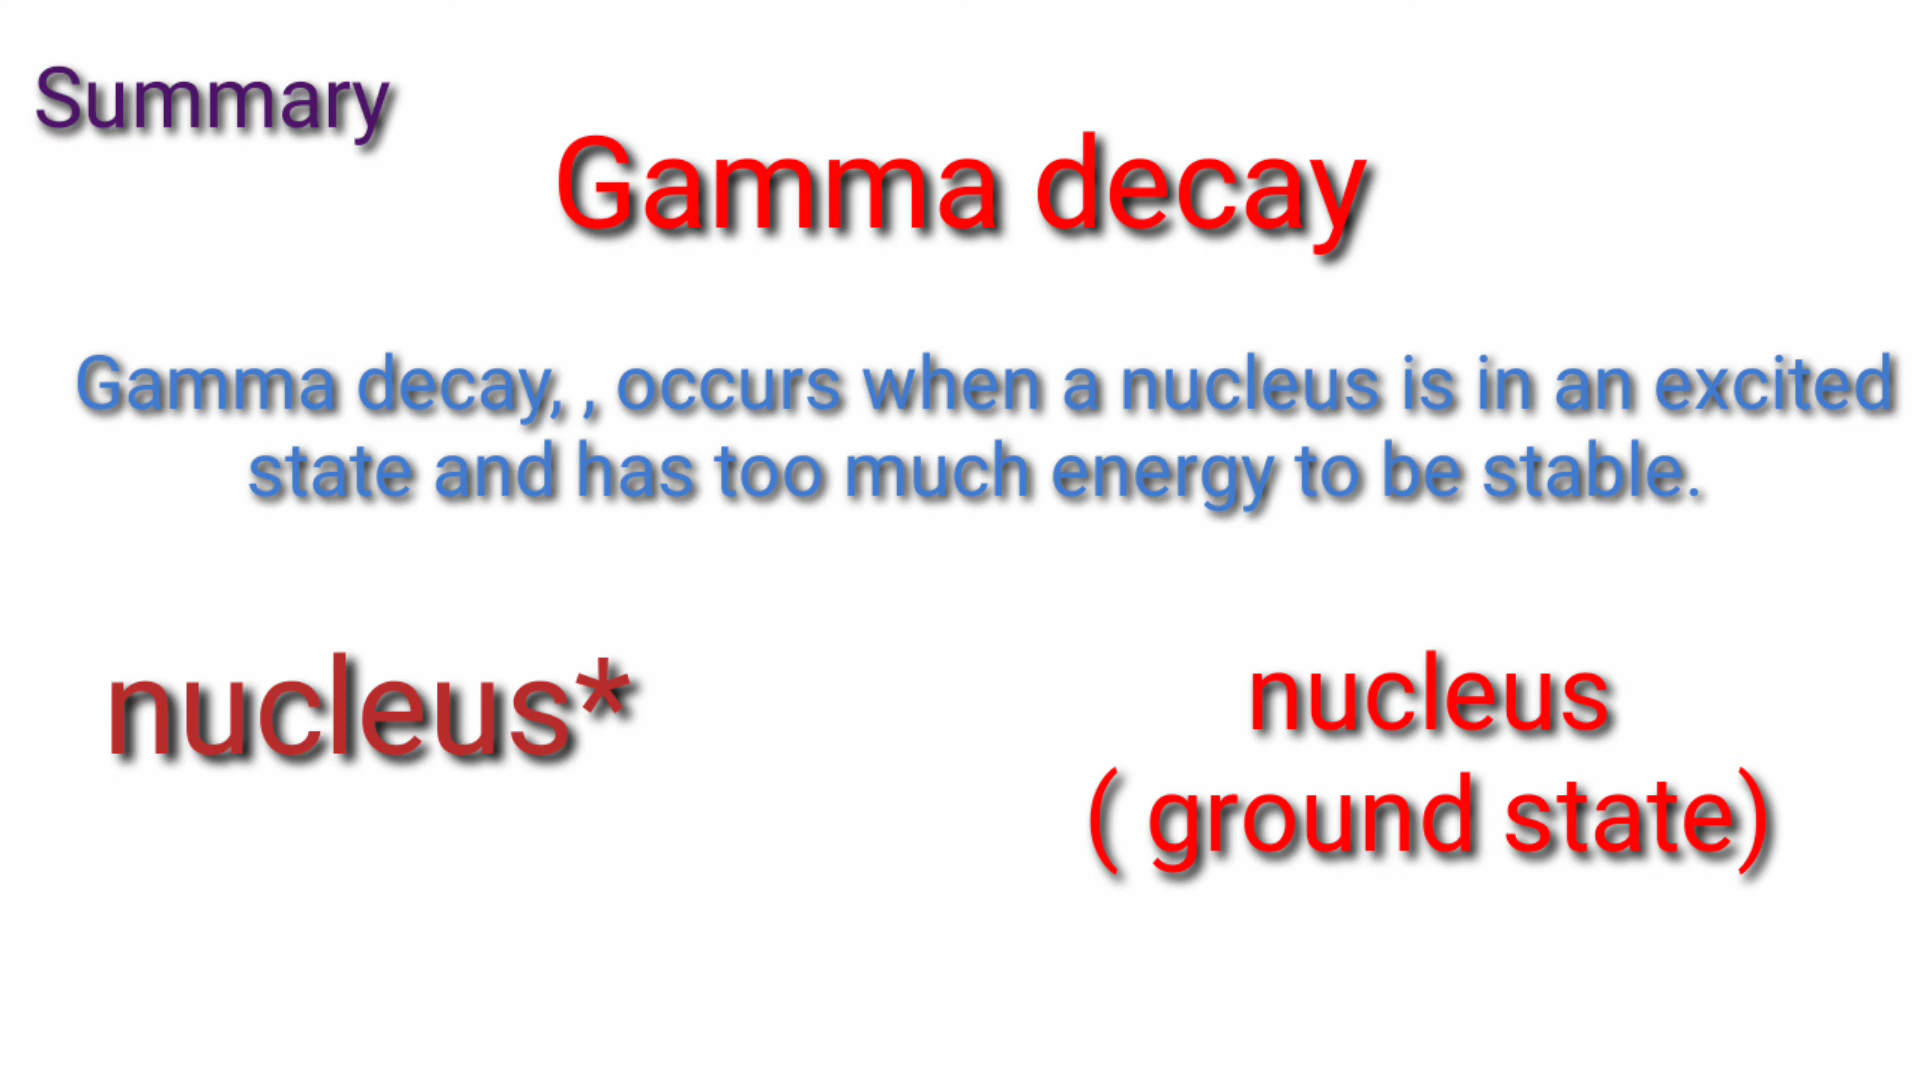 Summary
Gamma decay
Gamma decay, , occurs when a nucleus is in an excited
state and has too much energy to be stable.
nucleus*
nucleus
( ground state)